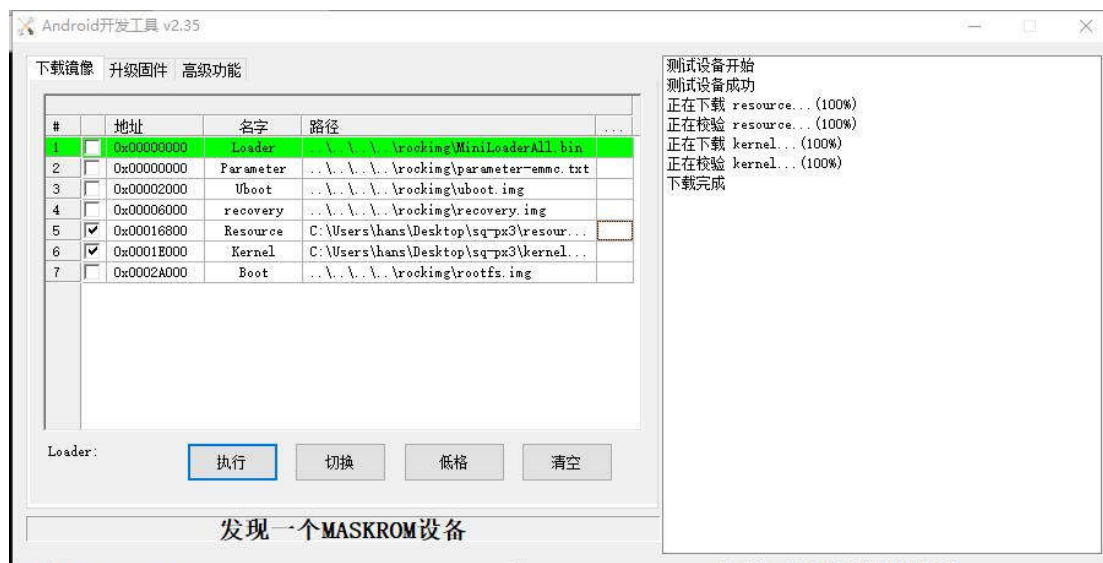 Android开发工具 v2.35
下载镜像 升级固件 高级功能
# 地址 名字 路径 ...
1 0x00000000 Loader ..\..\..\rocking\MiniLoaderAll.bin
2 0x00000000 Parameter ..\..\..\rocking\parameter-emmc.txt
3 0x00002000 Uboot ..\..\..\rocking\uboot.img
4 0x00006000 recovery ..\..\..\rocking\recovery.img
5 0x00016800 Resource C:\Users\hans\Desktop\sq-px3\resour...
6 0x0001E000 Kernel C:\Users\hans\Desktop\sq-px3\kernel...
7 0x0002A000 Boot ..\..\..\rocking\rootfs.img
Loader:
执行 切换 低格 清空
发现一个MASKROM设备
测试设备开始
测试设备成功
正在下载 resource...(100%)
正在校验 resource...(100%)
正在下载 kernel...(100%)
正在校验 kernel...(100%)
下载完成